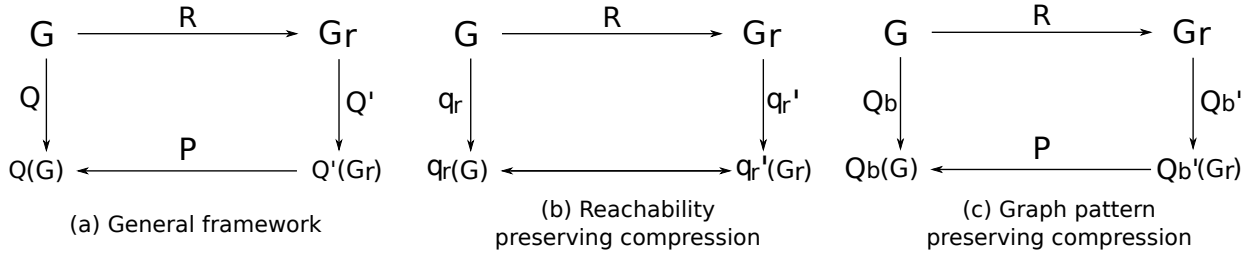 G R Gr
Q Q'
Q(G) P Q'(Gr)
(a) General framework
G R Gr
qr qr'
qr(G) qr'(Gr)
(b) Reachability
preserving compression
G R Gr
Qb Qb'
Qb(G) P Qb'(Gr)
(c) Graph pattern
preserving compression